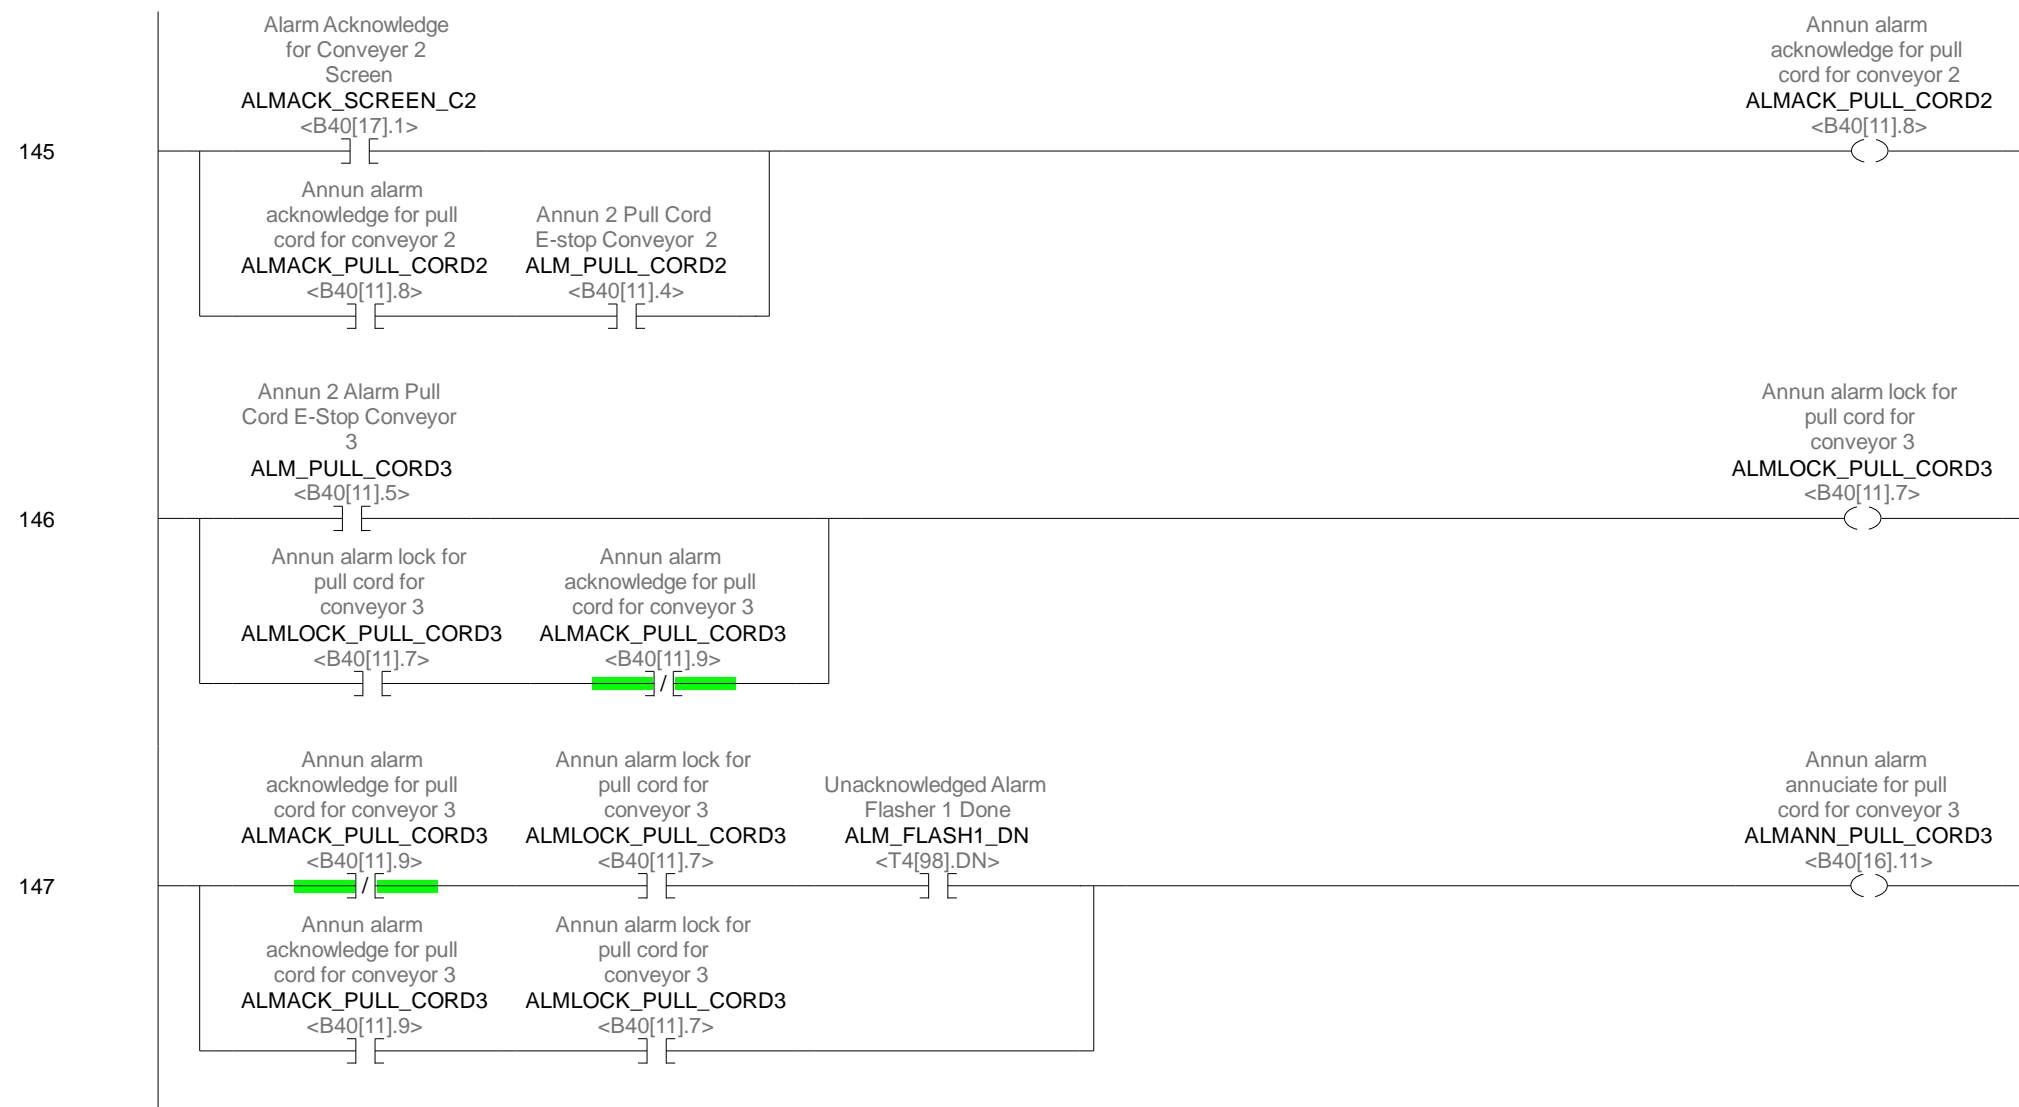 Alarm Acknowledge
for Conveyer 2
Screen
ALMACK_SCREEN_C2
<B40[17].1>
Annun alarm
acknowledge for pull
cord for conveyor 2
ALMACK_PULL_CORD2
<B40[11].8>
145
Annun alarm
acknowledge for pull
cord for conveyor 2
ALMACK_PULL_CORD2
<B40[11].8>
Annun 2 Pull Cord
E-stop Conveyor  2
ALM_PULL_CORD2
<B40[11].4>
Annun 2 Alarm Pull
Cord E-Stop Conveyor
3
ALM_PULL_CORD3
<B40[11].5>
Annun alarm lock for
pull cord for
conveyor 3
ALMLOCK_PULL_CORD3
<B40[11].7>
146
Annun alarm lock for
pull cord for
conveyor 3
ALMLOCK_PULL_CORD3
<B40[11].7>
Annun alarm
acknowledge for pull
cord for conveyor 3
ALMACK_PULL_CORD3
<B40[11].9>
/
Annun alarm
acknowledge for pull
cord for conveyor 3
ALMACK_PULL_CORD3
<B40[11].9>
Annun alarm lock for
pull cord for
conveyor 3
ALMLOCK_PULL_CORD3
<B40[11].7>
Unacknowledged Alarm
Flasher 1 Done
ALM_FLASH1_DN
<T4[98].DN>
Annun alarm
annuciate for pull
cord for conveyor 3
ALMANN_PULL_CORD3
<B40[16].11>
147
/
Annun alarm
acknowledge for pull
cord for conveyor 3
ALMACK_PULL_CORD3
<B40[11].9>
Annun alarm lock for
pull cord for
conveyor 3
ALMLOCK_PULL_CORD3
<B40[11].7>